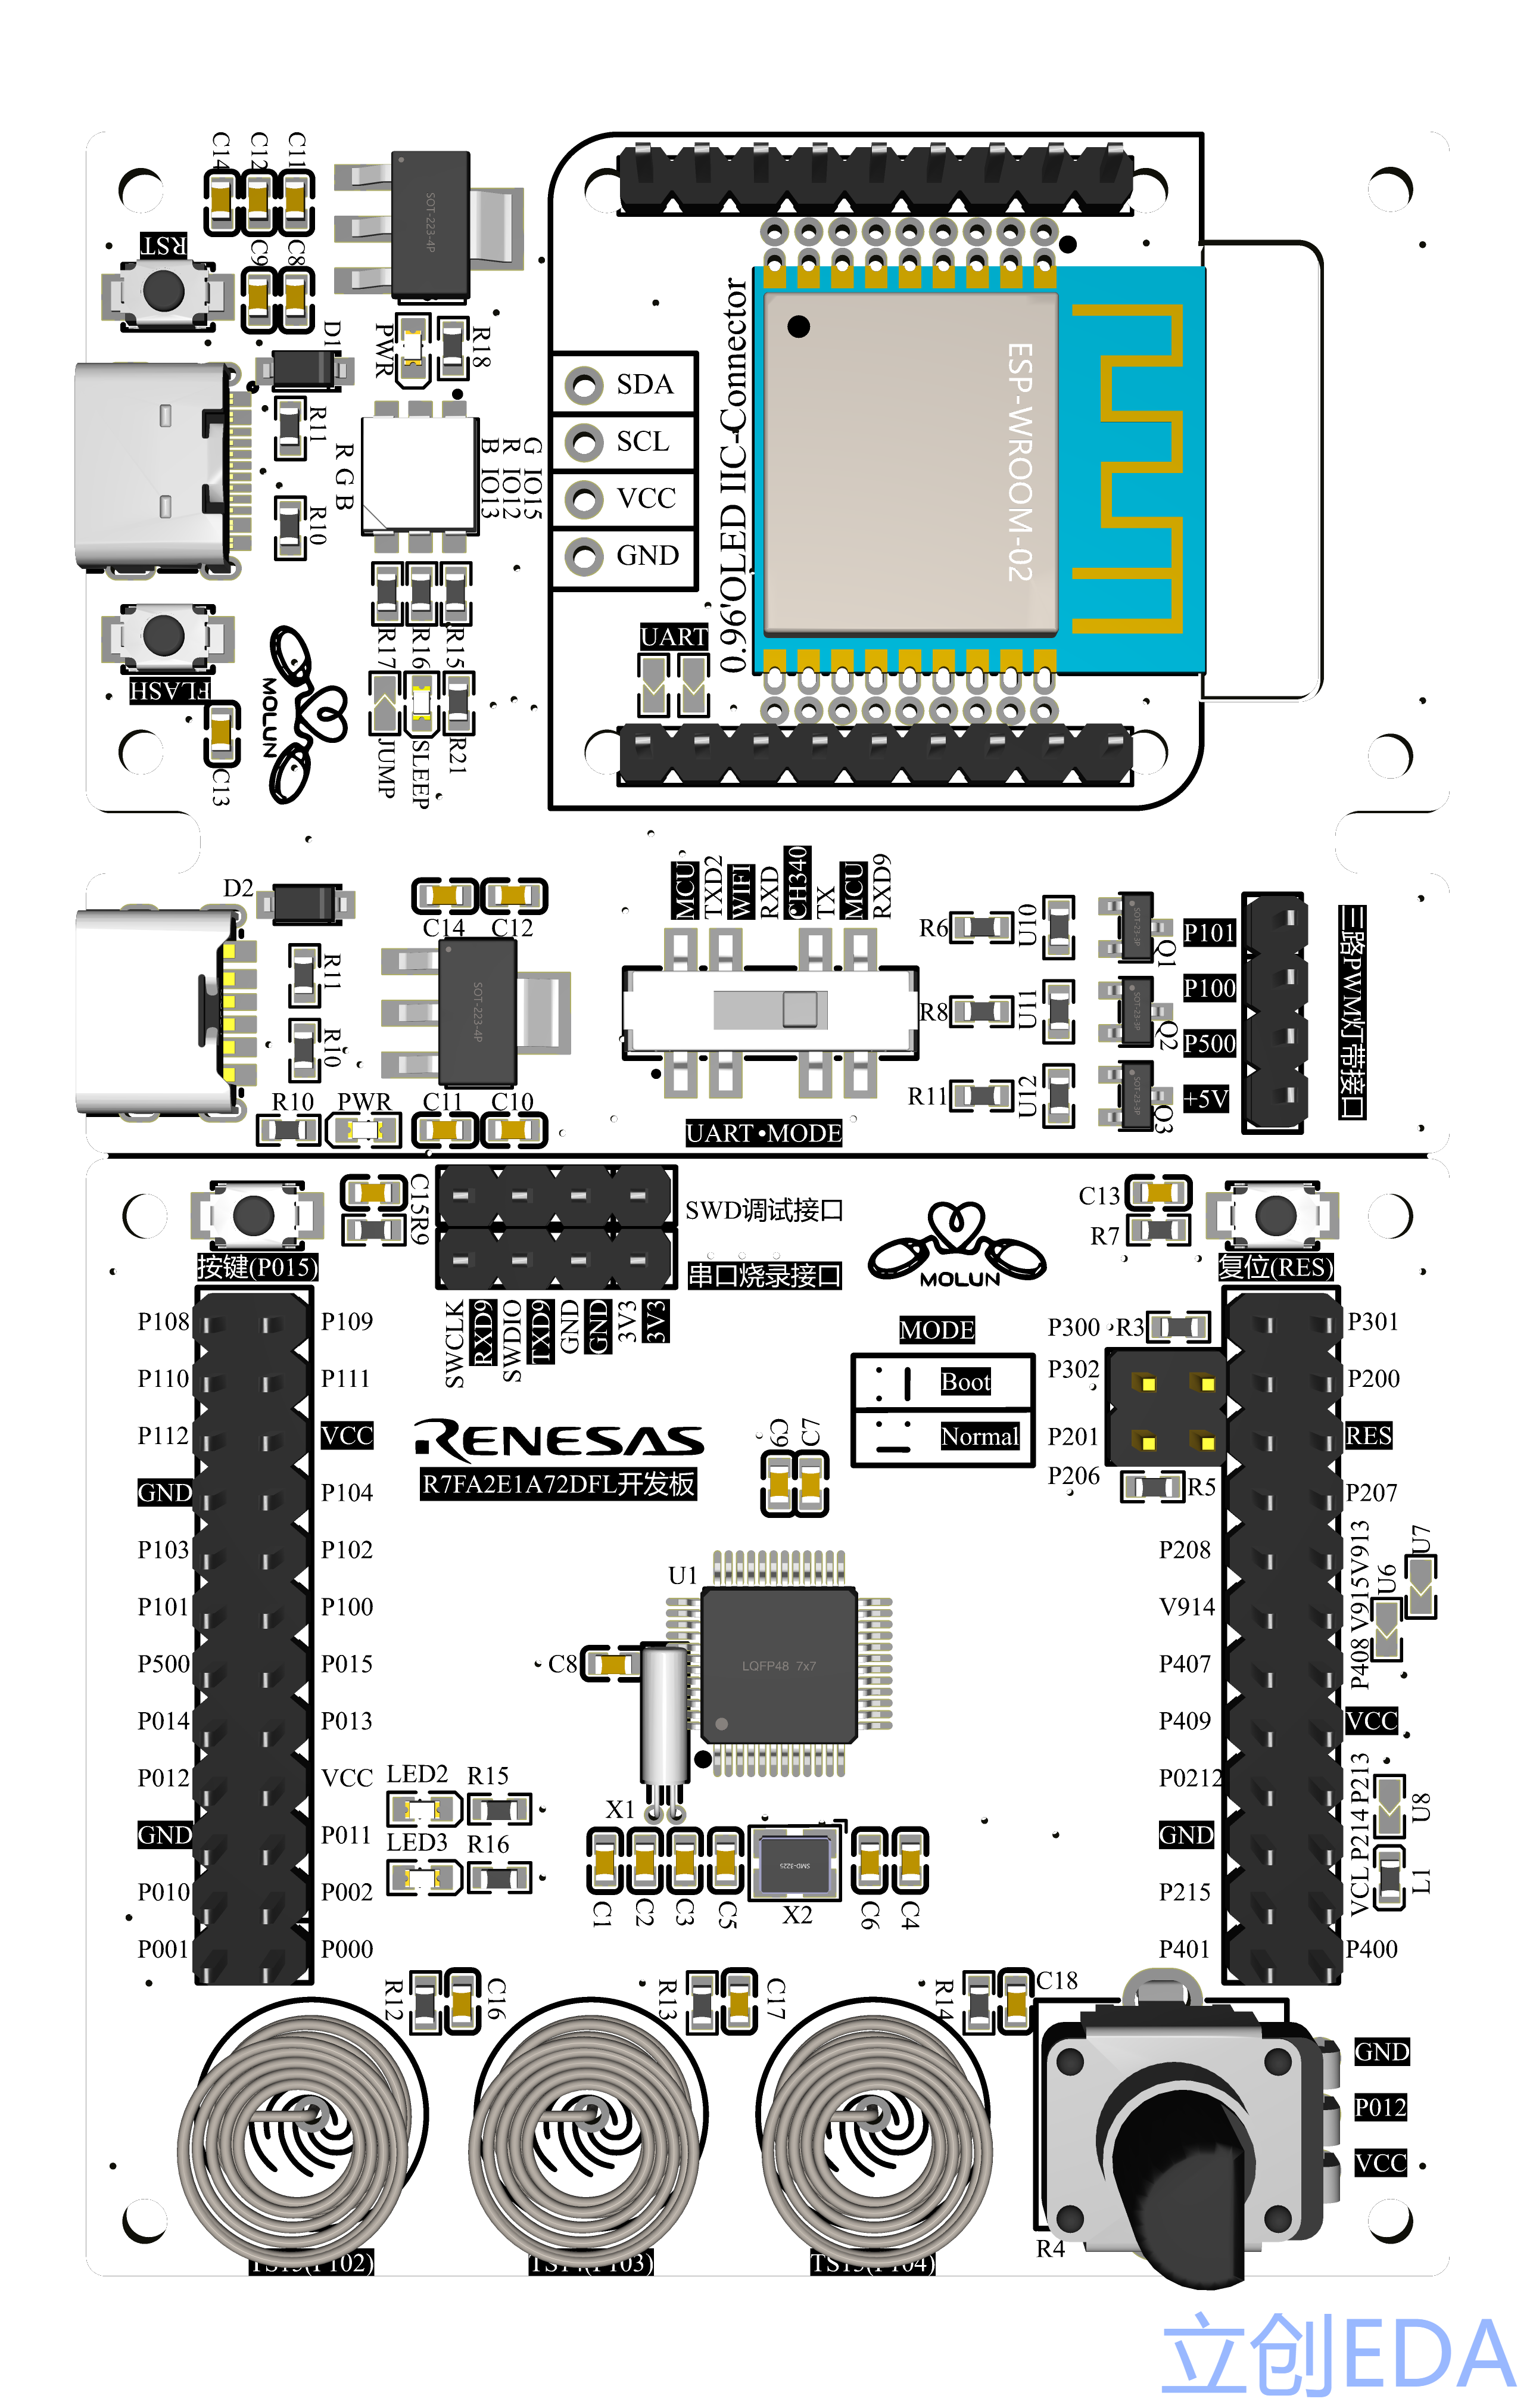 C14
C12
C11
SOT-223-4P
RST
C9
C8
D1
PWR
R18
R11
R10
R G B
G IO15
R IO12
B IO13
SDA
SCL
VCC
GND
0.96'OLED IIC-Connector
ESP-WROOM-02
FLASH
R17
R16
R15
UART
MOLUN
JUMP
SLEEP
R21
C13
D2
C14
C12
MCU
TXD2
WIFI
RXD
CH340
TX
MCU
RXD9
R6
U10
Q1
P101
R11
SOT-223-4P
R8
U11
Q2
P100
P500
三路PWM灯带接口
R10
R11
U12
Q3
+5V
R10
PWR
C11
C10
UART •MODE
C15
R9
SWD调试接口
串口烧录接口
MOLUN
C13
R7
按键(P015)
复位(RES)
SWCLK
RXD9
SWDIO
TXD9
GND
GND
3V3
3V3
MODE
Boot
Normal
P300
R3
P302
P201
P206
R5
P108
P109
P110
P111
P112
VCC
GND
P104
P103
P102
P101
P100
P500
P015
P014
P013
P012
VCC
GND
P011
P010
P002
P001
P000
RENESAS
R7FA2E1A72DFL开发板
C9
C7
U1
LQFP48 7x7
C8
X1
LED2
R15
LED3
R16
C1
C2
C3
C5
SMD-3225
X2
C6
C4
P301
P200
RES
P207
P208
V913
V914
V915
P407
P408
P409
VCC
P0212
P213
GND
P214
P215
VCL
P401
P400
U7
U6
U8
L1
R12
C16
R13
C17
R14
C18
GND
P012
VCC
R4
立创EDA